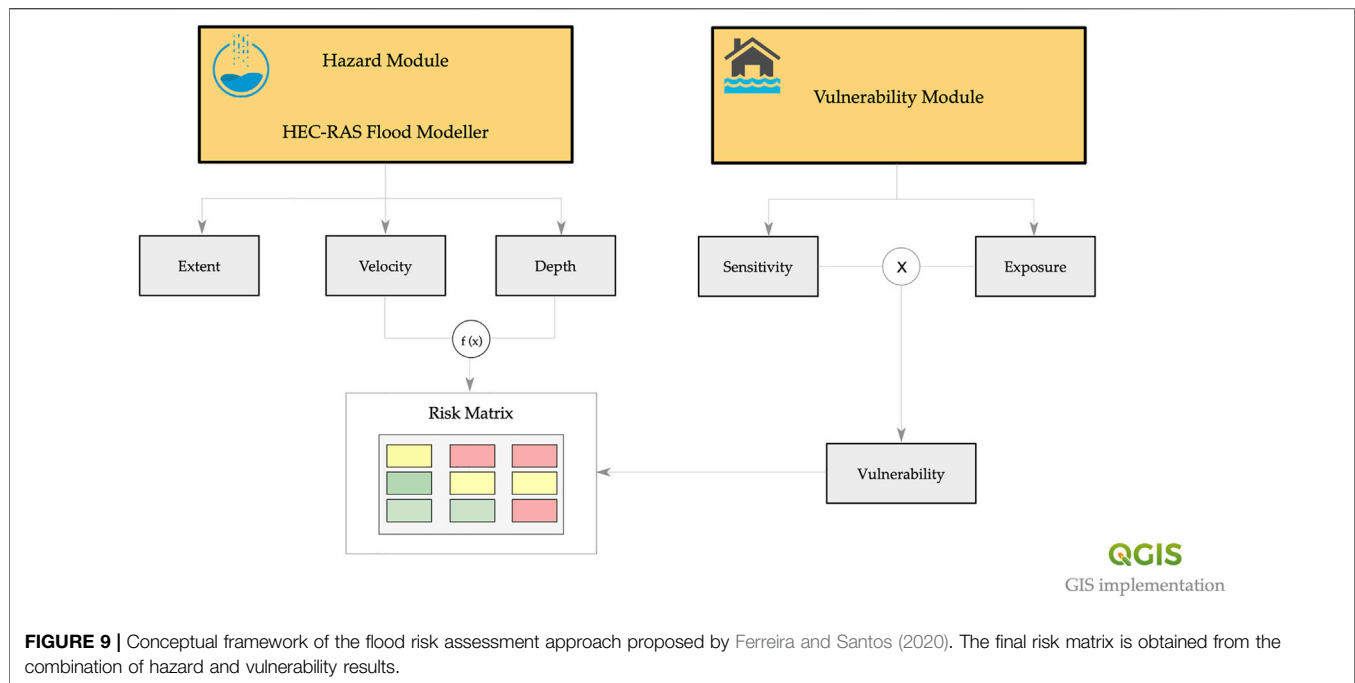 Hazard Module
HEC-RAS Flood Modeller
Vulnerability Module
Extent
Velocity
Depth
Sensitivity
X
Exposure
f (x)
Risk Matrix
Vulnerability
QGIS
GIS implementation
FIGURE 9 | Conceptual framework of the flood risk assessment approach proposed by Ferreira and Santos (2020). The final risk matrix is obtained from the
combination of hazard and vulnerability results.